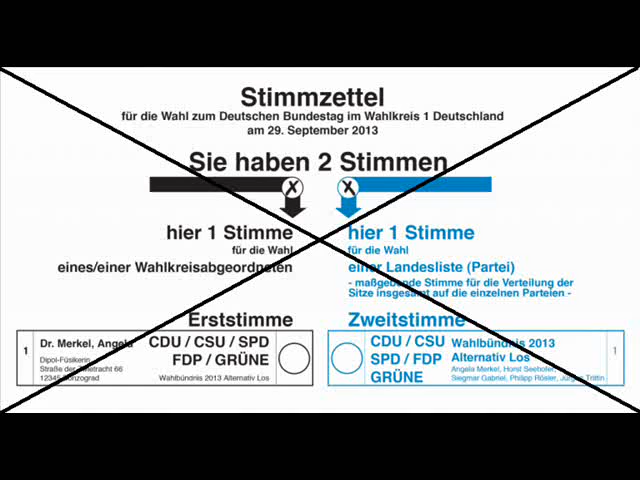 Stimmzettel
für die Wahl zum Deutschen Bundestag im Wahlkreis 1 Deutschland
am 29. September 2013
Sie haben 2 Stimmen
X
X
hier 1 Stimme
für die Wahl
eines/einer Wahlkreisabgeordneten
hier 1 Stimme
für die Wahl
einer Landesliste (Partei)
- maßgebende Stimme für die Verteilung der
Sitze insgesamt auf die einzelnen Parteien -
Erststimme
1
Dr. Merkel, Angela
Dipol-Füsikerin
Straße der Zwietracht 66
12345 Bonzograd
CDU / CSU / SPD
FDP / GRÜNE
Wahlbündnis 2013 Alternativ Los
Zweitstimme
CDU / CSU
SPD / FDP
GRÜNE
Wahlbündnis 2013
Alternativ Los
Angela Merkel, Horst Seehofer,
Siegmar Gabriel, Philipp Rösler, Jürgen Trittin
1